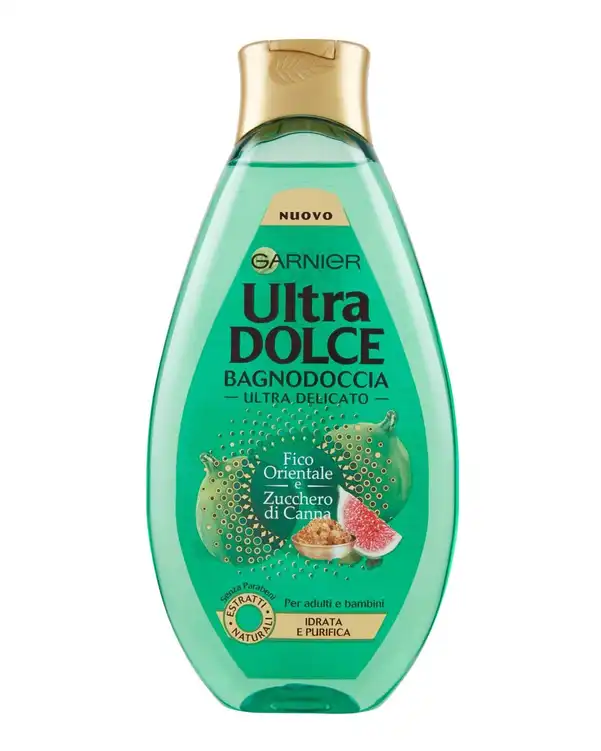 NUOVO
GARNIER
Ultra
DOLCE
BAGNODOCCIA
— ULTRA DELICATO —
Fico
Orientale
e
Zucchero
di Canna
Senza Parabeni
ESTRATTI
NATURALI
Per adulti e bambini
IDRATA
E PURIFICA